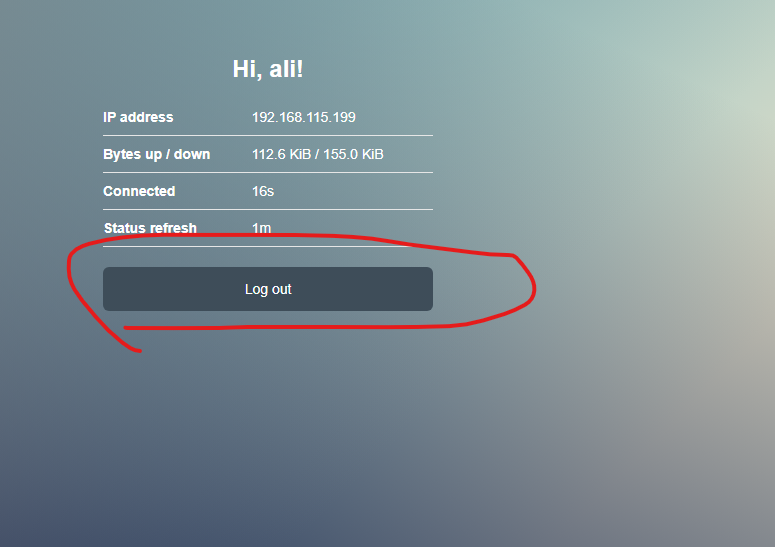 Hi, ali!
IP address 192.168.115.199
Bytes up / down 112.6 KiB / 155.0 KiB
Connected 16s
Status refresh 1m
Log out